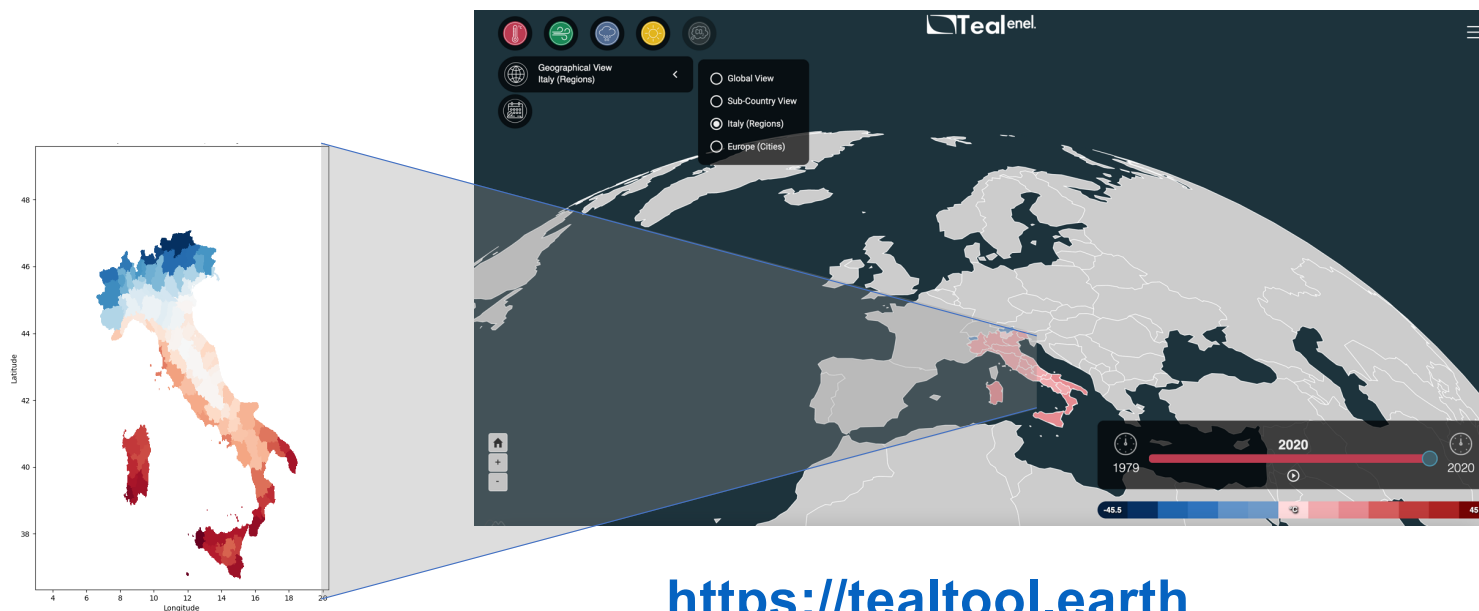 Teal enel.
Geographical View
Italy (Regions)
Global View
Sub-Country View
Italy (Regions)
Europe (Cities)
48
46
44
42
40
38
Latitude
4 6 8 10 12 14 16 18 20
Longitude
+
-
2020
1979
2020
-45.5
°C
45
https://tealtool.earth